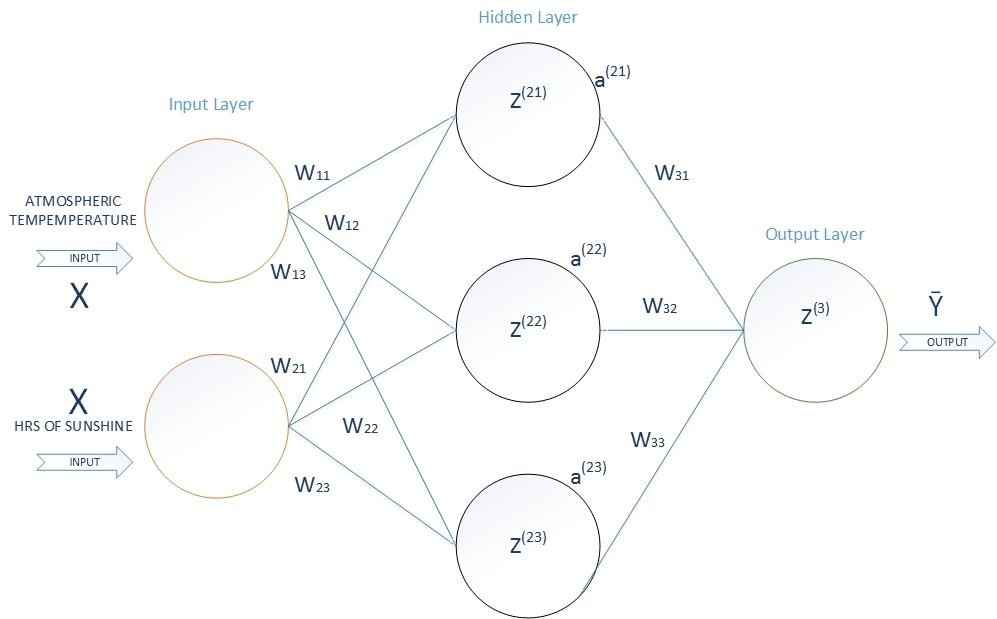 Hidden Layer
Input Layer
Output Layer
ATMOSPHERIC
TEMPEMPERATURE
INPUT
X
X
HRS OF SUNSHINE
INPUT
W11
W12
W13
W21
W22
W23
Z(21)
a(21)
Z(22)
a(22)
Z(23)
a(23)
W31
W32
W33
Z(3)
Ȳ
OUTPUT